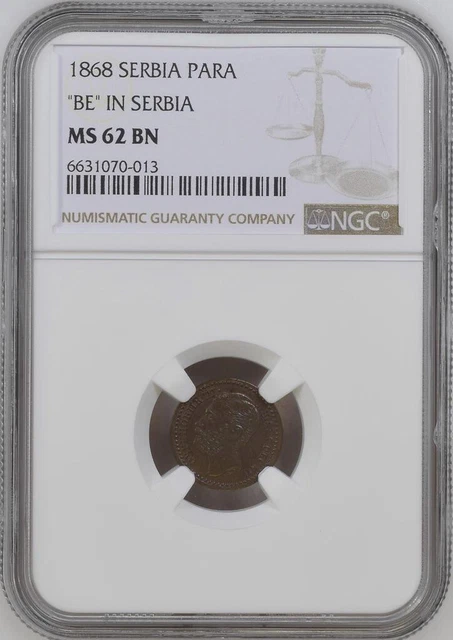 1868 SERBIA PARA
"BE" IN SERBIA
MS 62 BN
6631070-013
NUMISMATIC GUARANTY COMPANY
NGC®